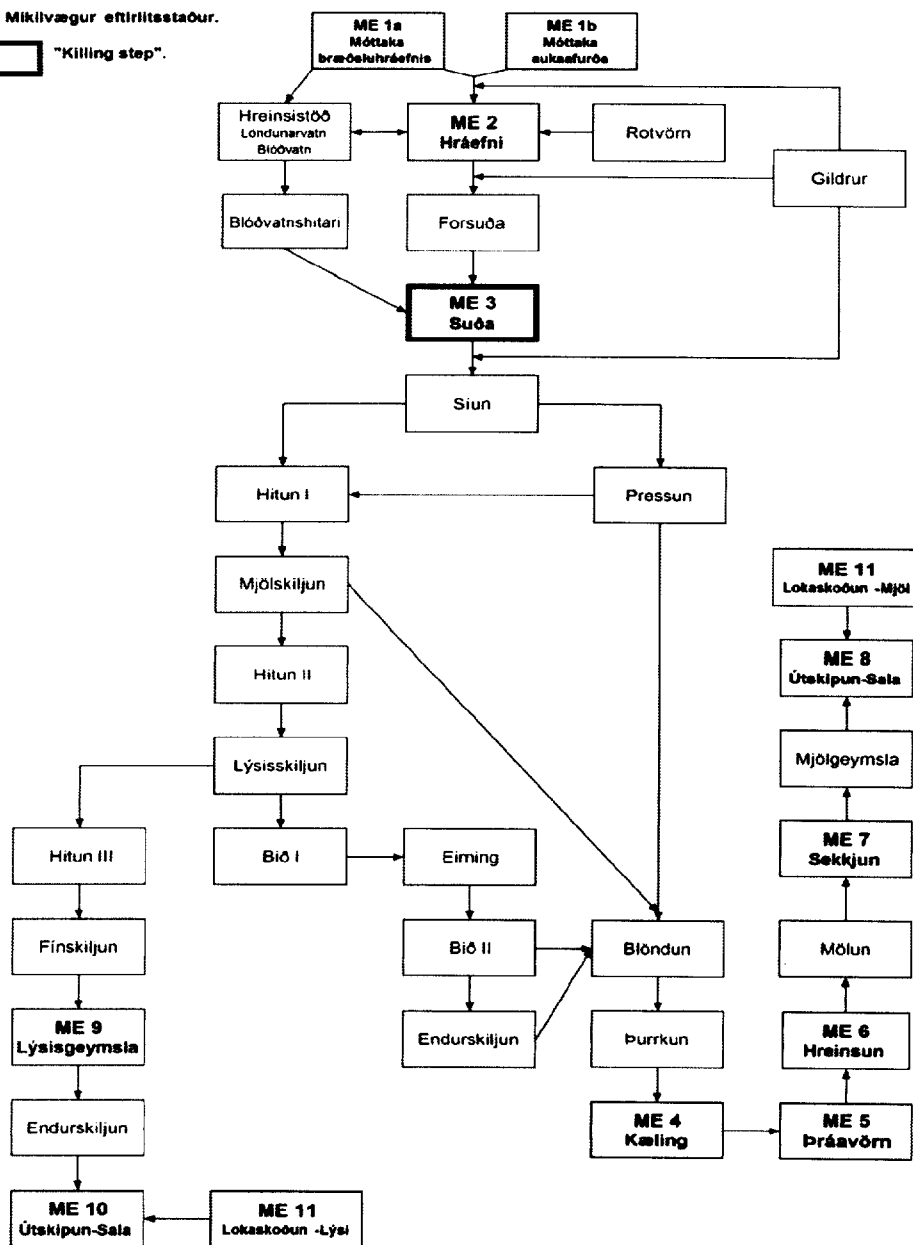 Mikilvægur eftirlitsstaður.
"Killing step".
ME 1a
Móttaka
bræðsluhráefnis
ME 1b
Móttaka
aukaafurða
Hreinsistöð
Löndunarvatn
Blóðvatn
ME 2
Hráefni
Rotvörn
Gildrur
Blóðvatnshitari
Forsuða
ME 3
Suða
Síun
Hitun I
Pressun
Mjölskiljun
ME 11
Lokaskoðun -Mjöl
Hitun II
ME 8
Útskipun-Sala
Lýsisskiljun
Mjölgeymsla
Hitun III
Bið I
Eiming
ME 7
Sekkjun
Fínskiljun
Bið II
Blöndun
Mölun
ME 9
Lýsisgeymsla
Endurskiljun
Þurrkun
ME 6
Hreinsun
Endurskiljun
ME 4
Kæling
ME 5
Þráavörn
ME 10
Útskipun-Sala
ME 11
Lokaskoðun -Lýsi